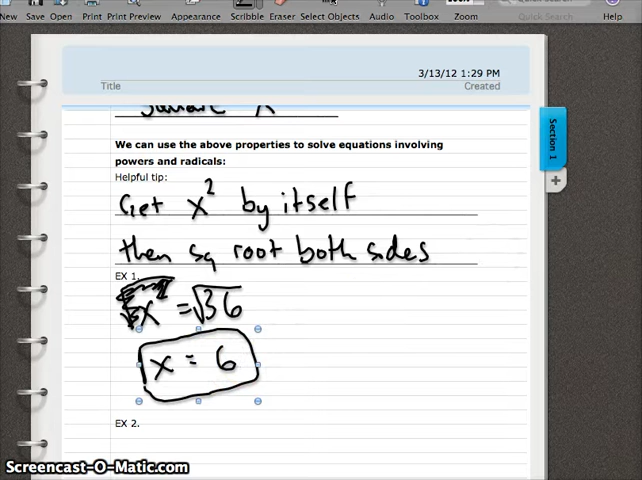 New Open Print Print Preview Appearance Scribble Eraser Select Objects Audio Toolbox Zoom Quick Search Help
3/13/12 1:29 PM
Title Created
Section 1
square x
We can use the above properties to solve equations involving
powers and radicals:
Helpful tip:
Get x² by itself
then sq root both sides
EX 1.
x = √36
x = 6
EX 2.
Screencast-O-Matic.com